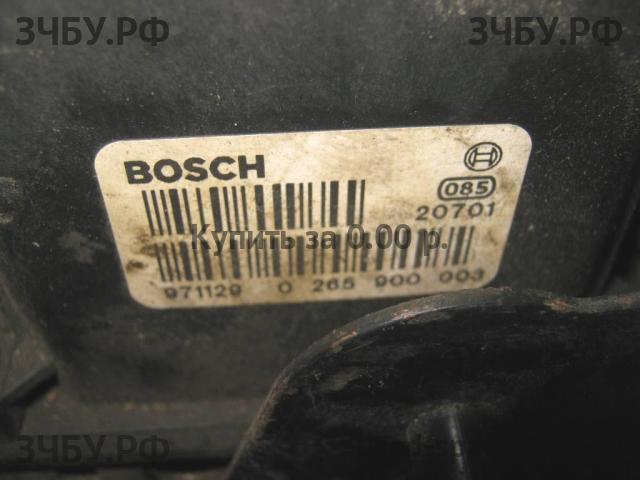 ЗЧБУ.РФ ЗЧБУ.РФ
BOSCH
085
20701
Купить за 0.00 р.
971129 0 265 900 003
ЗЧБУ.РФ ЗЧБУ.РФ